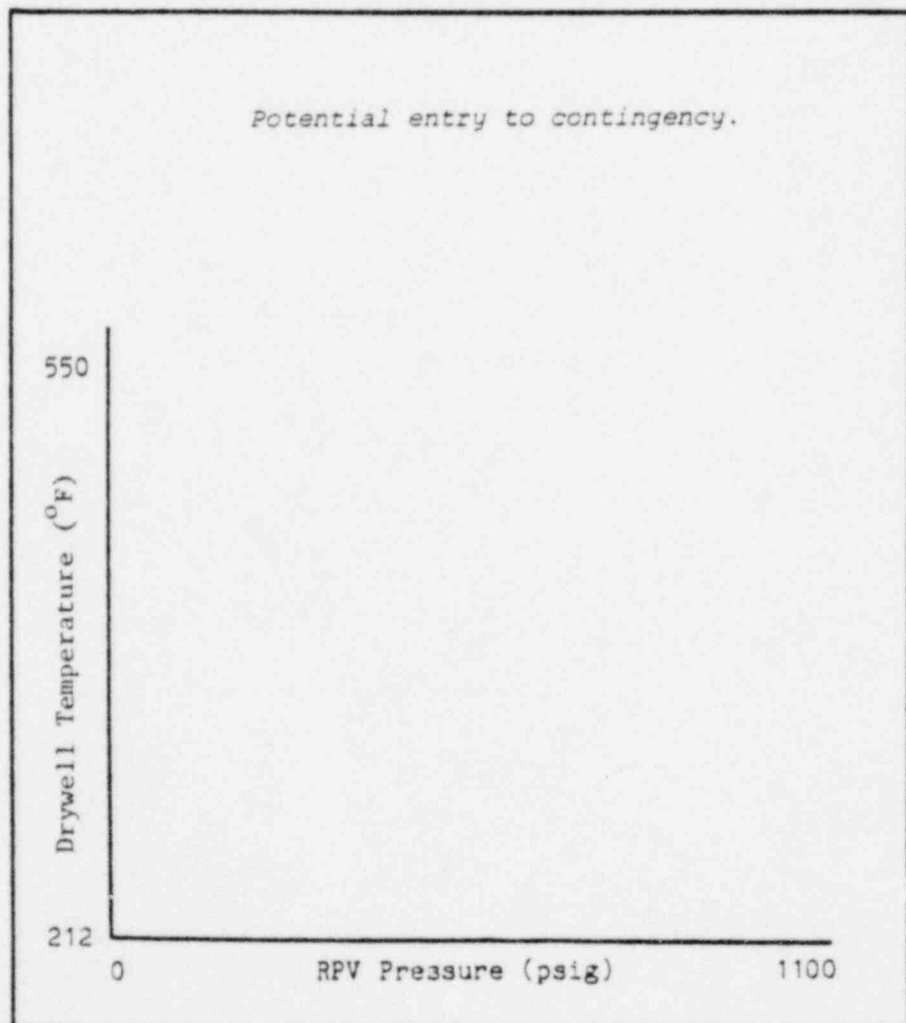 Potential entry to contingency.
550
Drywell Temperature (°F)
212
0 RPV Pressure (psig) 1100